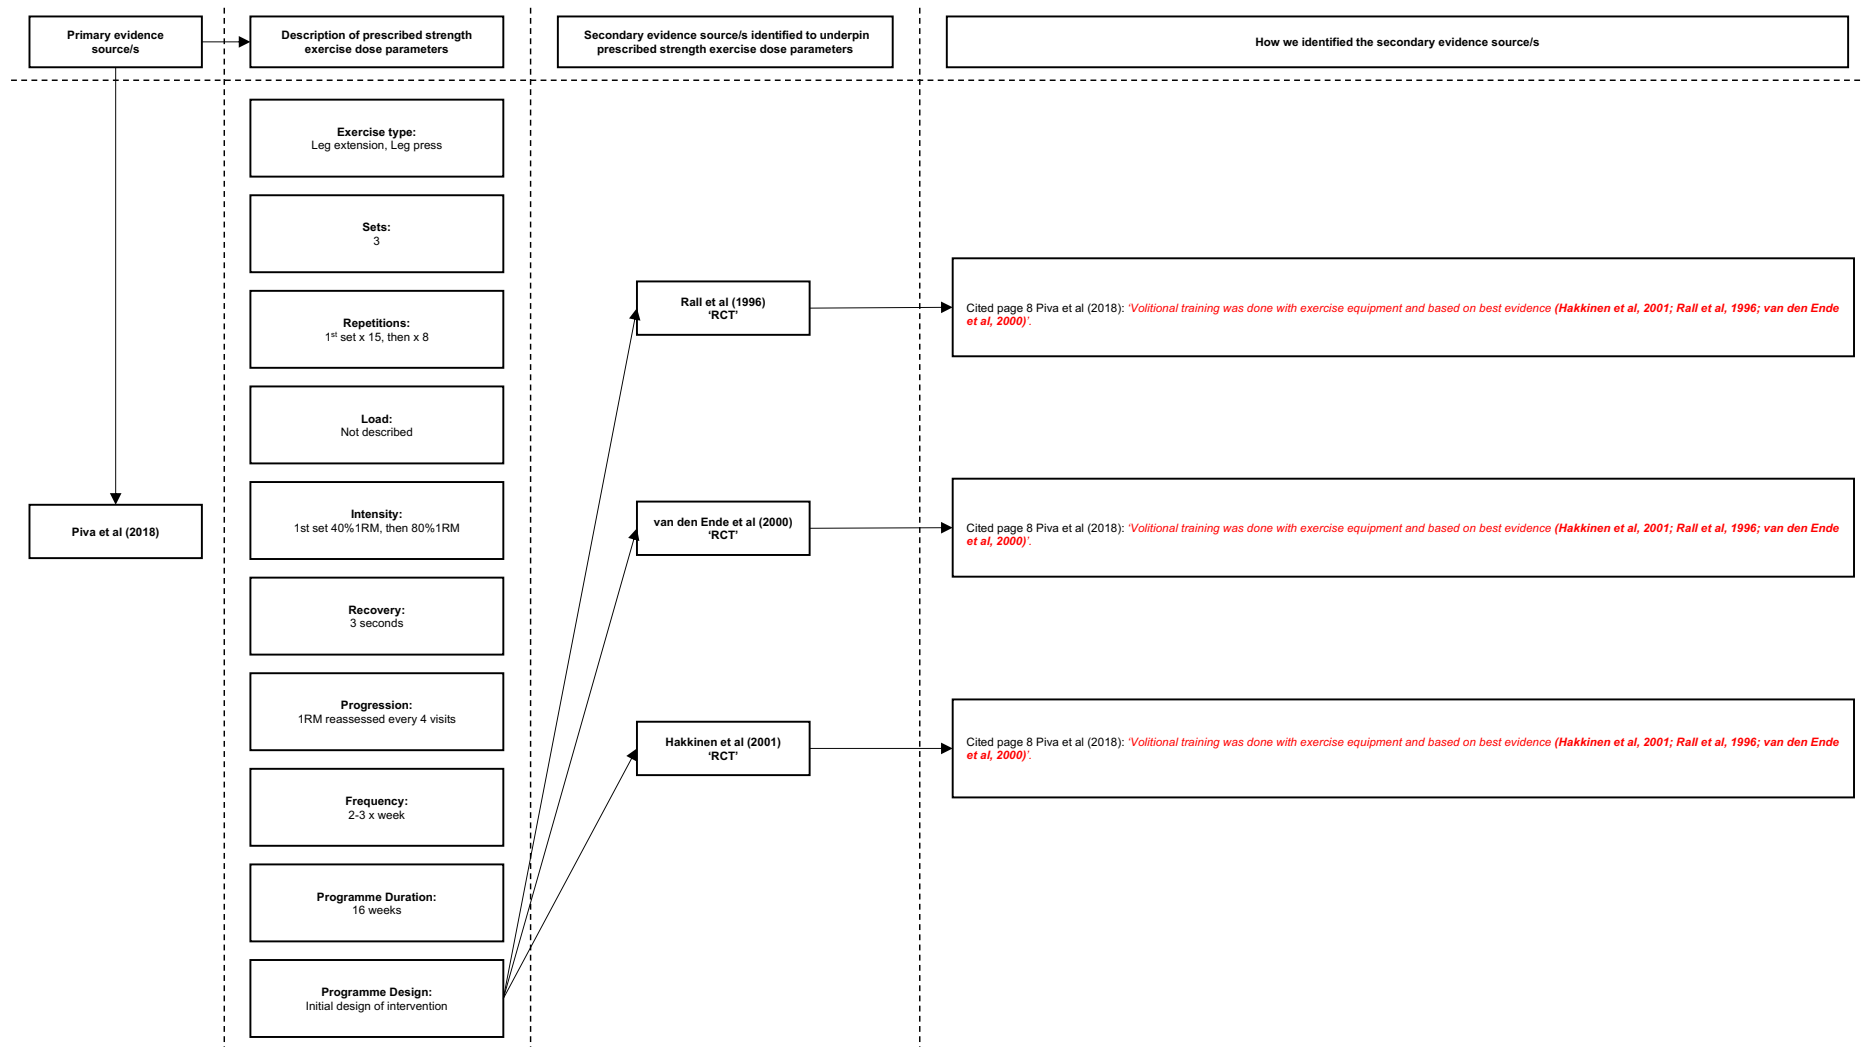 Primary evidence
source/s
Description of prescribed strength
exercise dose parameters
Secondary evidence source/s identified to underpin
prescribed strength exercise dose parameters
How we identified the secondary evidence source/s
Exercise type:
Leg extension, Leg press
Sets:
3
Repetitions:
1st set x 15, then x 8
Load:
Not described
Intensity:
1st set 40%1RM, then 80%1RM
Recovery:
3 seconds
Progression:
1RM reassessed every 4 visits
Frequency:
2-3 x week
Programme Duration:
16 weeks
Programme Design:
Initial design of intervention
Piva et al (2018)
Rall et al (1996)
‘RCT’
Cited page 8 Piva et al (2018): ‘Volitional training was done with exercise equipment and based on best evidence (Hakkinen et al, 2001; Rall et al, 1996; van den Ende
et al, 2000)’.
van den Ende et al (2000)
‘RCT’
Cited page 8 Piva et al (2018): ‘Volitional training was done with exercise equipment and based on best evidence (Hakkinen et al, 2001; Rall et al, 1996; van den Ende
et al, 2000)’.
Hakkinen et al (2001)
‘RCT’
Cited page 8 Piva et al (2018): ‘Volitional training was done with exercise equipment and based on best evidence (Hakkinen et al, 2001; Rall et al, 1996; van den Ende
et al, 2000)’.